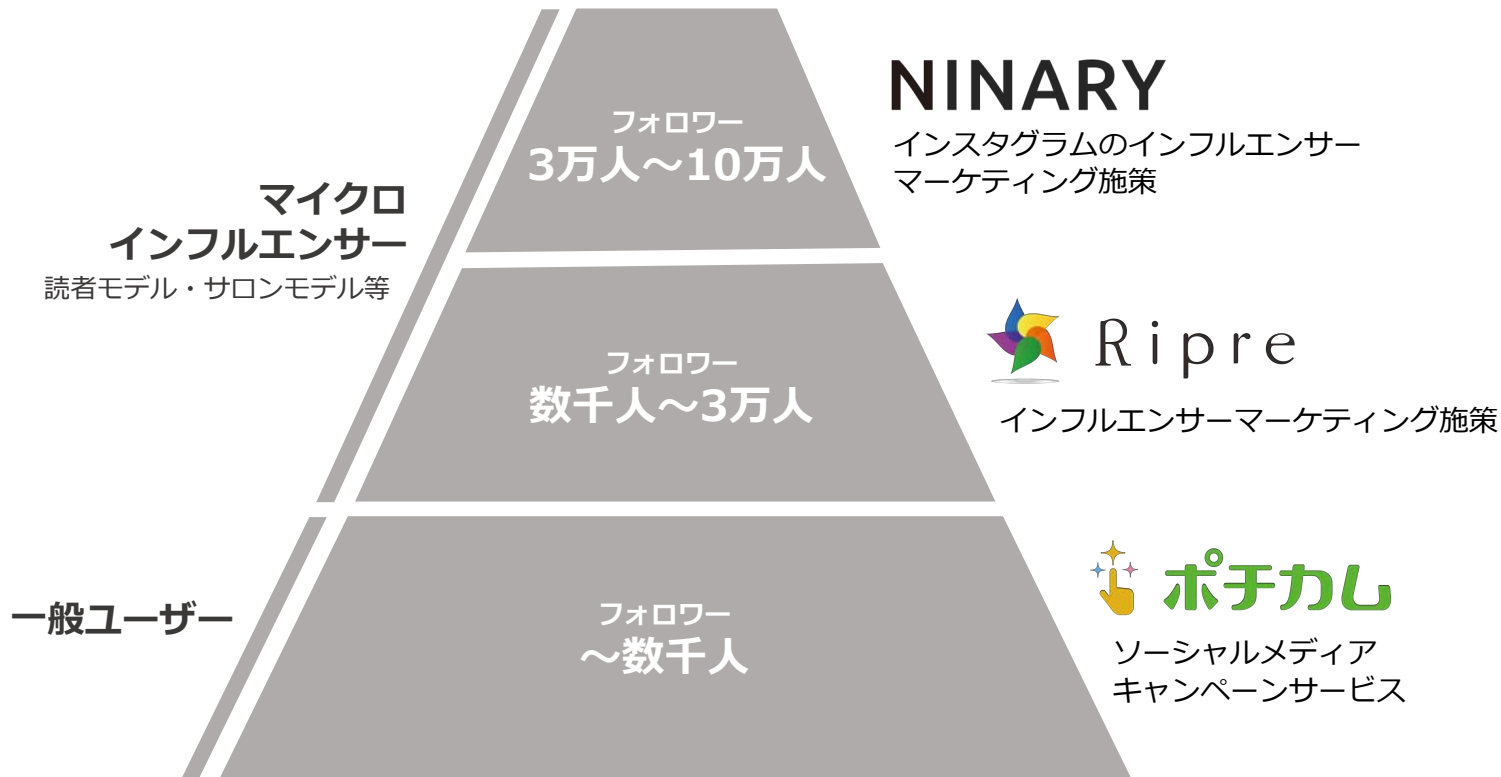 フォロワー
3万人～10万人
NINARY
インスタグラムのインフルエンサー
マーケティング施策
マイクロ
インフルエンサー
読者モデル・サロンモデル等
フォロワー
数千人～3万人
Ripre
インフルエンサーマーケティング施策
一般ユーザー
フォロワー
～数千人
ポチカム
ソーシャルメディア
キャンペーンサービス